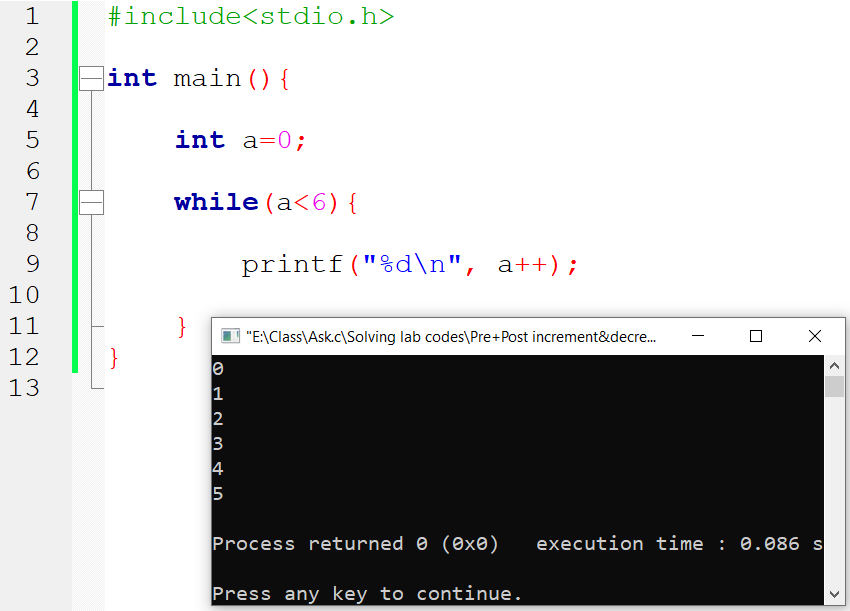 1 #include<stdio.h>
2
3 int main(){
4
5 int a=0;
6
7 while(a<6){
8
9 printf("%d\n", a++);
10
11 }
12 }
13
"E:\Class\Ask.c\Solving lab codes\Pre+Post increment&decre...
0
1
2
3
4
5
Process returned 0 (0x0)   execution time : 0.086 s
Press any key to continue.